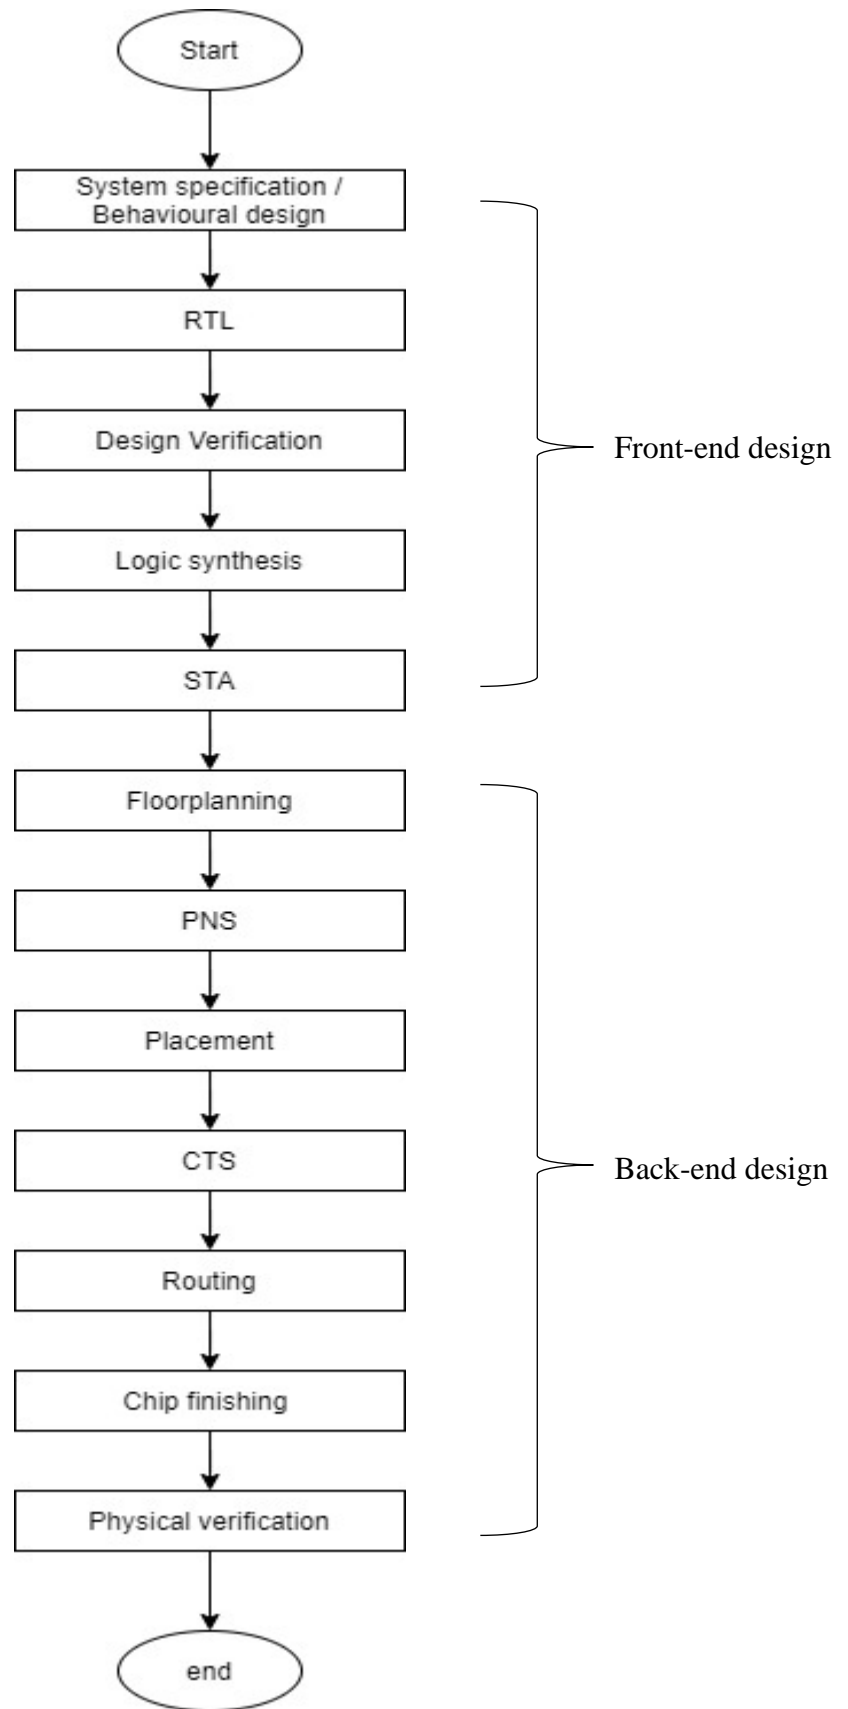 Start
System specification /
Behavioural design
RTL
Design Verification
Front-end design
Logic synthesis
STA
Floorplanning
PNS
Placement
CTS
Back-end design
Routing
Chip finishing
Physical verification
end